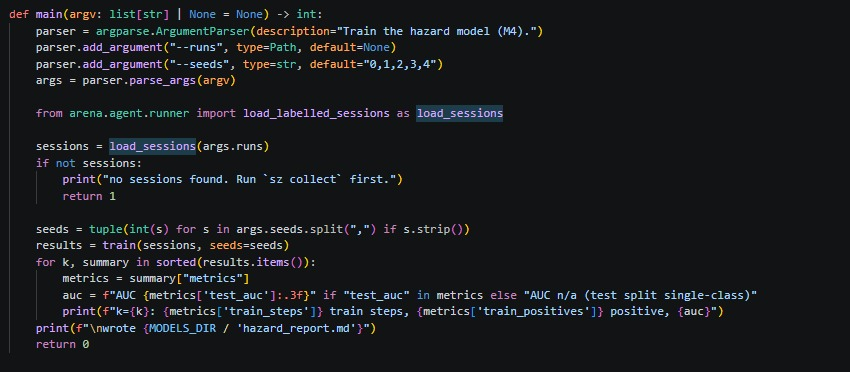 def main(argv: list[str] | None = None) -> int:
    parser = argparse.ArgumentParser(description="Train the hazard model (M4).")
    parser.add_argument("--runs", type=Path, default=None)
    parser.add_argument("--seeds", type=str, default="0,1,2,3,4")
    args = parser.parse_args(argv)

    from arena.agent.runner import load_labelled_sessions as load_sessions

    sessions = load_sessions(args.runs)
    if not sessions:
        print("no sessions found. Run `sz collect` first.")
        return 1

    seeds = tuple(int(s) for s in args.seeds.split(",") if s.strip())
    results = train(sessions, seeds=seeds)
    for k, summary in sorted(results.items()):
        metrics = summary["metrics"]
        auc = f"AUC {metrics['test_auc']:.3f}" if "test_auc" in metrics else "AUC n/a (test split single-class)"
        print(f"k={k}: {metrics['train_steps']} train steps, {metrics['train_positives']} positive, {auc}")
    print(f"\nwrote {MODELS_DIR / 'hazard_report.md'}")
    return 0